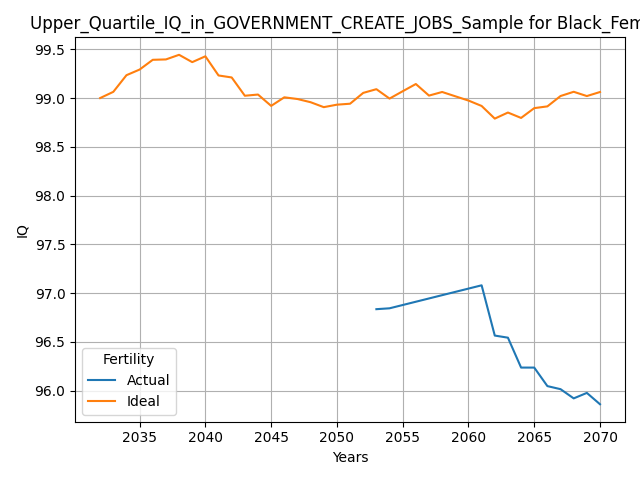 Upper_Quartile_IQ_in_GOVERNMENT_CREATE_JOBS_Sample for Black_Fem
99.5
99.0
98.5
98.0
97.5
97.0
96.5
96.0
IQ
Fertility
Actual
Ideal
2035 2040 2045 2050 2055 2060 2065 2070
Years